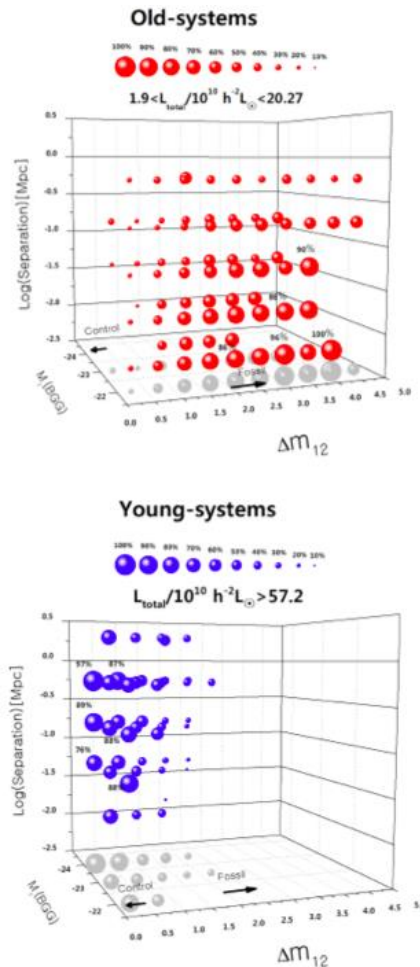 Old-systems
100% 90% 80% 70% 60% 50% 40% 30% 20% 10%
1.9<L_total/10^10 h^-2L_☉<20.27
0.5
0.0
-0.5
-1.0
-1.5
-2.0
-2.5
Log(Separation)[Mpc]
90%
86%
86%
96%
100%
Control
Fossil
-24
-23
-22
M_r(BGG)
0.0 0.5 1.0 1.5 2.0 2.5 3.0 3.5 4.0 4.5 5.0
Δm_12
Young-systems
100% 90% 80% 70% 60% 50% 40% 30% 20% 10%
L_total/10^10 h^-2L_☉>57.2
0.5
0.0
-0.5
-1.0
-1.5
-2.0
-2.5
Log(Separation)[Mpc]
97% 87%
89%
88%
76%
88%
Control
Fossil
-24
-23
-22
M_r(BGG)
0.0 0.5 1.0 1.5 2.0 2.5 3.0 3.5 4.0 4.5 5.0
Δm_12